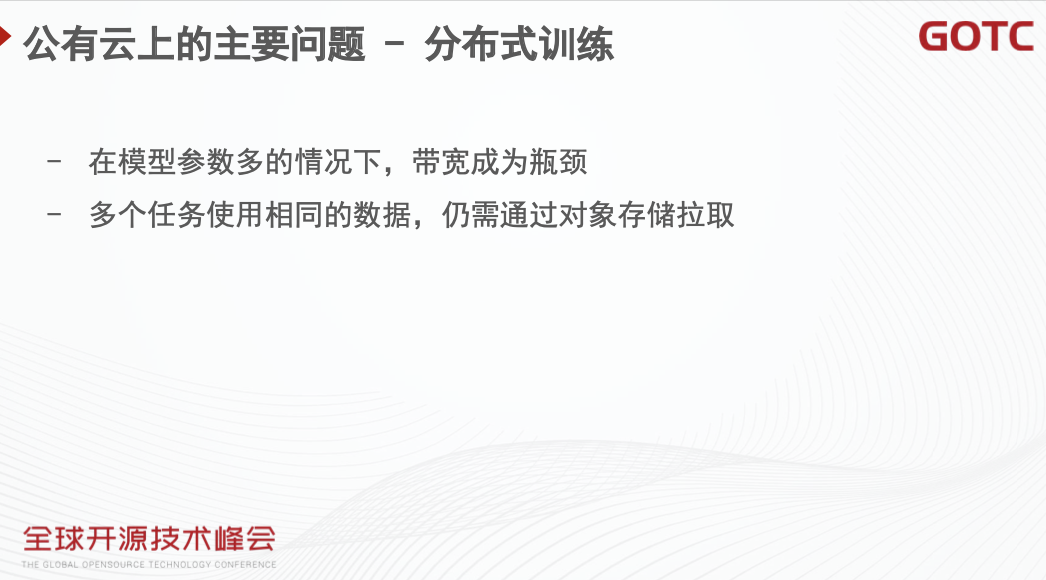 公有云上的主要问题 - 分布式训练
GOTC
- 在模型参数多的情况下，带宽成为瓶颈
- 多个任务使用相同的数据，仍需通过对象存储拉取
全球开源技术峰会
THE GLOBAL OPENSOURCE TECHNOLOGY CONFERENCE